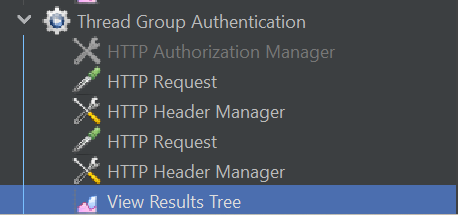 Thread Group Authentication
HTTP Authorization Manager
HTTP Request
HTTP Header Manager
HTTP Request
HTTP Header Manager
View Results Tree